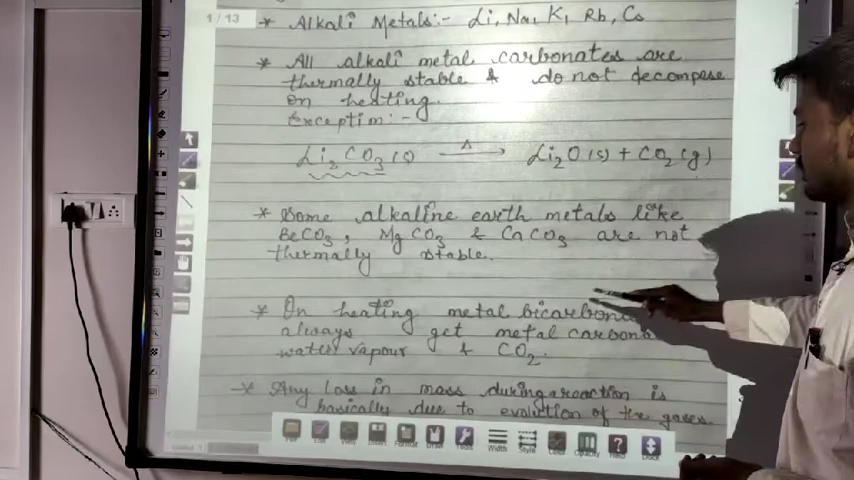 1 / 13
* Alkali Metals:- Li, Na, K, Rb, Cs
* All alkali metal carbonates are
thermally stable & do not decompose
on heating.
Exception:-
Li2CO3(s) —Δ→ Li2O(s) + CO2(g)
* Some alkaline earth metals like
BeCO3, MgCO3 & CaCO3 are not
thermally stable.
* On heating metal
always get metal
water vapour & CO2.
* Any Loss in mass during a reaction is
basically due to evolution of the gases.
Width
Style
Help